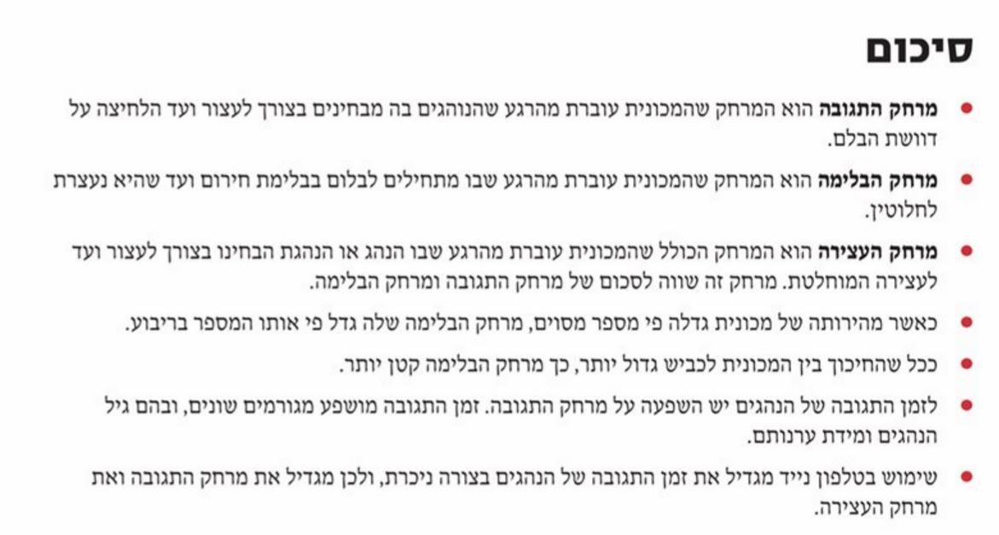 סיכום
מרחק התגובה הוא המרחק שהמכונית עוברת מהרגע שהנוהגים בה מבחינים בצורך לעצור ועד הלחיצה על
דוושת הבלם.
מרחק הבלימה הוא המרחק שהמכונית עוברת מהרגע שבו מתחילים לבלום בבלימת חירום ועד שהיא נעצרת
לחלוטין.
מרחק העצירה הוא המרחק הכולל שהמכונית עוברת מהרגע שבו הנהג או הנהגת הבחינו בצורך לעצור ועד
לעצירה המוחלטת. מרחק זה שווה לסכום של מרחק התגובה ומרחק הבלימה.
כאשר מהירותה של מכונית גדלה פי מספר מסוים, מרחק הבלימה שלה גדל פי אותו המספר בריבוע.
ככל שהחיכוך בין המכונית לכביש גדול יותר, כך מרחק הבלימה קטן יותר.
לזמן התגובה של הנהגים יש השפעה על מרחק התגובה. זמן התגובה מושפע מגורמים שונים, ובהם גיל
הנהגים ומידת ערנותם.
שימוש בטלפון נייד מגדיל את זמן התגובה של הנהגים בצורה ניכרת, ולכן מגדיל את מרחק התגובה ואת
מרחק העצירה.